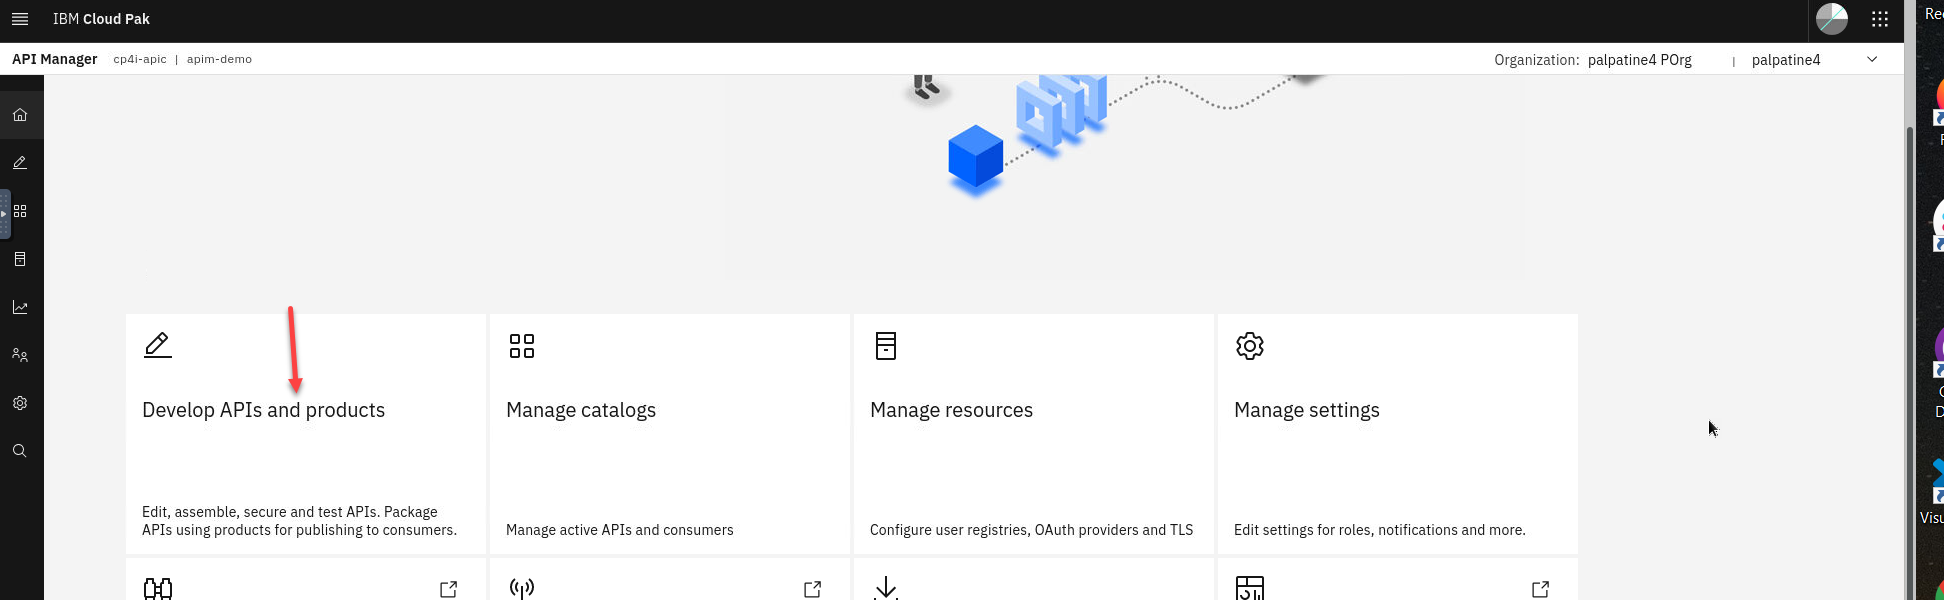 IBM Cloud Pak
API Manager cp4i-apic | apim-demo
Organization: palpatine4 POrg | palpatine4
Develop APIs and products
Edit, assemble, secure and test APIs. Package
APIs using products for publishing to consumers.
Manage catalogs
Manage active APIs and consumers
Manage resources
Configure user registries, OAuth providers and TLS
Manage settings
Edit settings for roles, notifications and more.